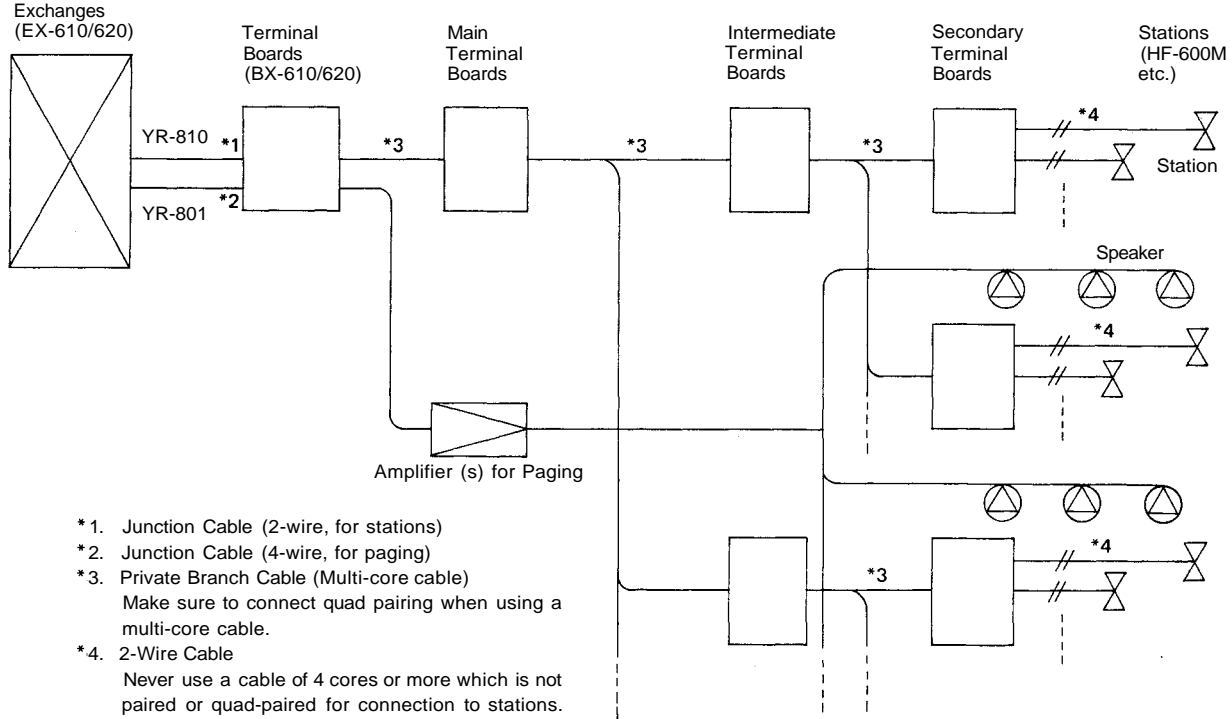 Exchanges
(EX-610/620)
Terminal
Boards
(BX-610/620)
Main
Terminal
Boards
Intermediate
Terminal
Boards
Secondary
Terminal
Boards
Stations
(HF-600M
etc.)
YR-810
*1
*3
*3
*3
*4
Station
YR-801
*2
Speaker
*4
Amplifier (s) for Paging
*3
*4
*1. Junction Cable (2-wire, for stations)
*2. Junction Cable (4-wire, for paging)
*3. Private Branch Cable (Multi-core cable)
Make sure to connect quad pairing when using a
multi-core cable.
*4. 2-Wire Cable
Never use a cable of 4 cores or more which is not
paired or quad-paired for connection to stations.